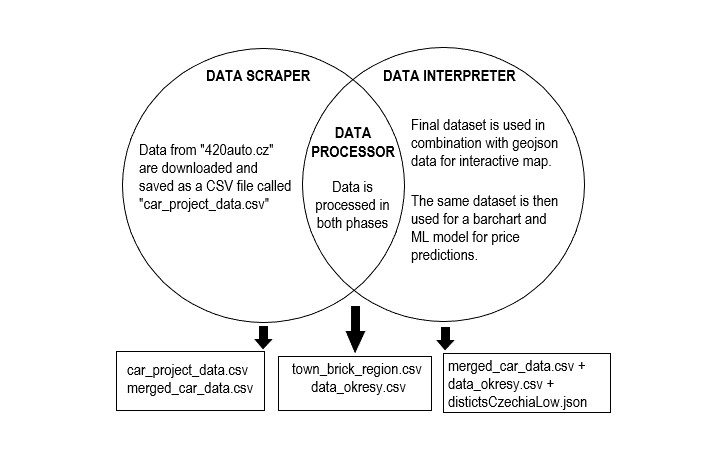 DATA SCRAPER
Data from "420auto.cz"
are downloaded and
saved as a CSV file called
"car_project_data.csv"
DATA
PROCESSOR
Data is
processed in
both phases
DATA INTERPRETER
Final dataset is used in
combination with geojson
data for interactive map.
The same dataset is then
used for a barchart and
ML model for price
predictions.
car_project_data.csv
merged_car_data.csv
town_brick_region.csv
data_okresy.csv
merged_car_data.csv +
data_okresy.csv +
distictsCzechiaLow.json